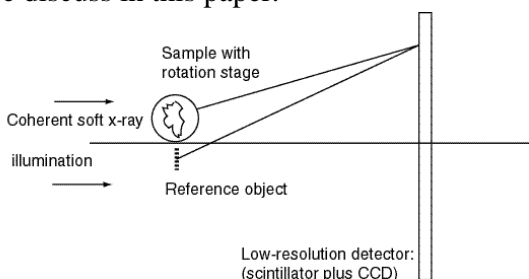 e discuss in this paper.
Sample with
rotation stage
Coherent soft x-ray
illumination
Reference object
Low-resolution detector:
(scintillator plus CCD)